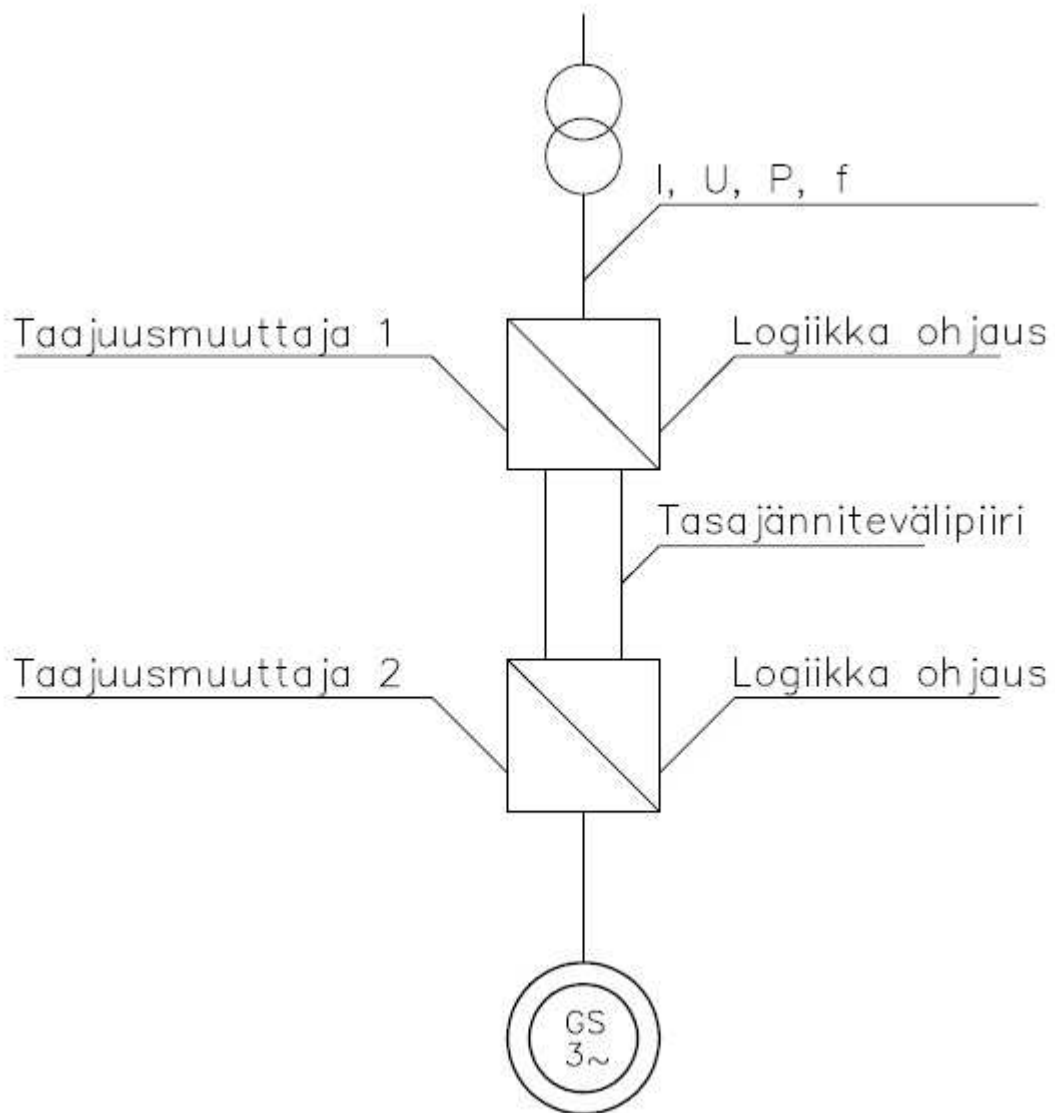 I, U, P, f
Taajuusmuuttaja 1
Logiikka ohjaus
Tasajännitevälipiiri
Taajuusmuuttaja 2
Logiikka ohjaus
GS
3~